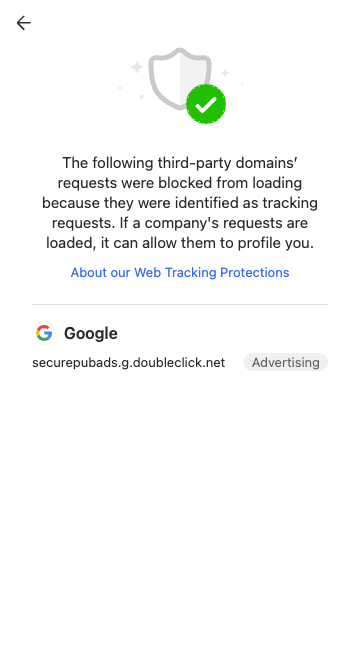 The following third-party domains’
requests were blocked from loading
because they were identified as tracking
requests. If a company's requests are
loaded, it can allow them to profile you.
About our Web Tracking Protections
Google
securepubads.g.doubleclick.net Advertising